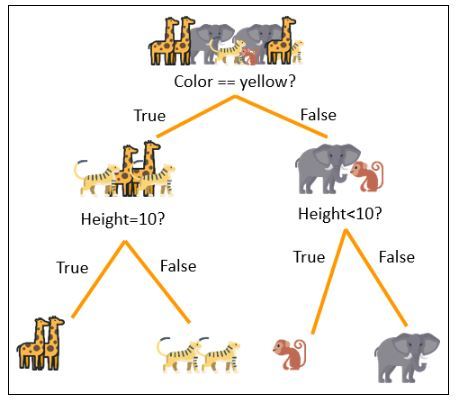 Color == yellow?
True
False
Height=10?
Height<10?
True
False
True
False